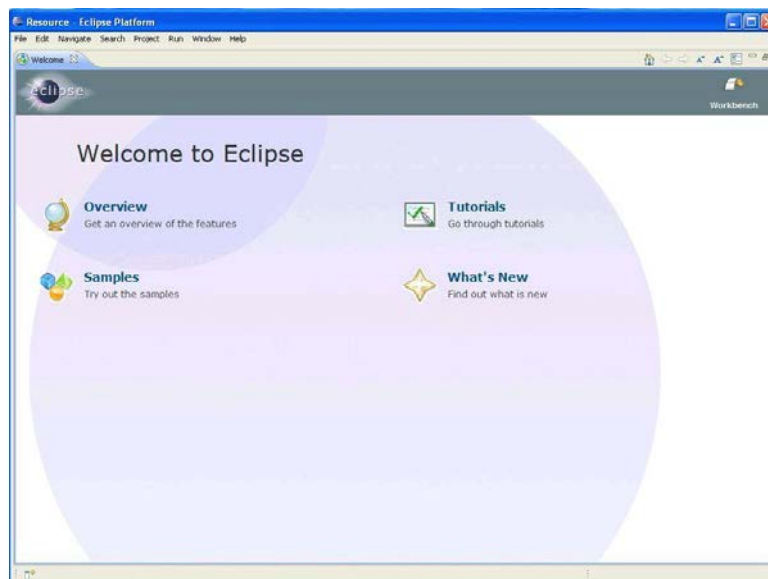 Resource - Eclipse Platform
File Edit Navigate Search Project Run Window Help
Welcome
eclipse
Workbench
Welcome to Eclipse
Overview
Get an overview of the features
Tutorials
Go through tutorials
Samples
Try out the samples
What's New
Find out what is new